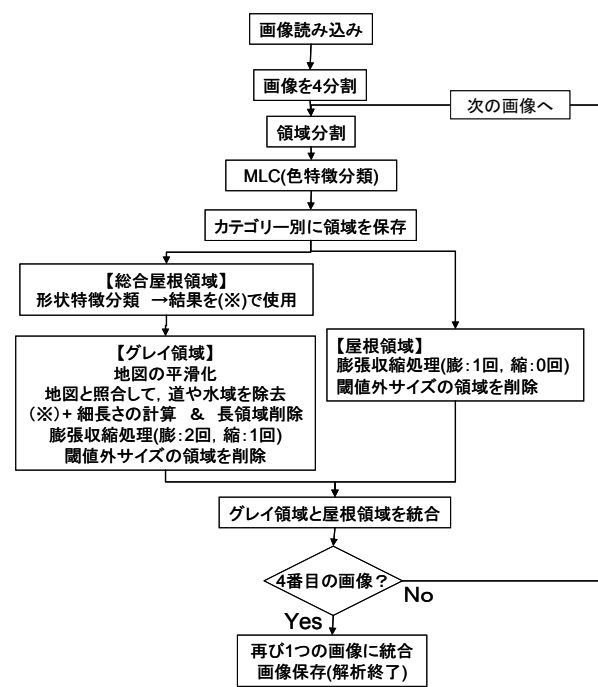 画像読み込み
画像を4分割
次の画像へ
領域分割
MLC(色特徴分類)
カテゴリー別に領域を保存
【総合屋根領域】
形状特徴分類 →結果を(※)で使用
【グレイ領域】
地図の平滑化
地図と照合して,道や水域を除去
(※)+ 細長さの計算 & 長領域削除
膨張収縮処理(膨:2回, 縮:1回)
閾値外サイズの領域を削除
【屋根領域】
膨張収縮処理(膨:1回, 縮:0回)
閾値外サイズの領域を削除
グレイ領域と屋根領域を統合
4番目の画像?
No
Yes
再び1つの画像に統合
画像保存(解析終了)